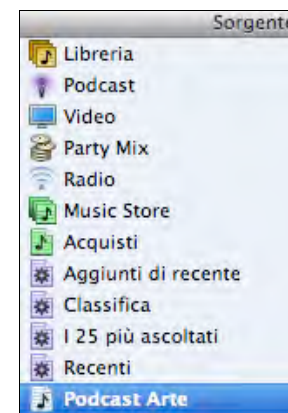 Sorgente
Libreria
Podcast
Video
Party Mix
Radio
Music Store
Acquisti
Aggiunti di recente
Classifica
I 25 più ascoltati
Recenti
Podcast Arte